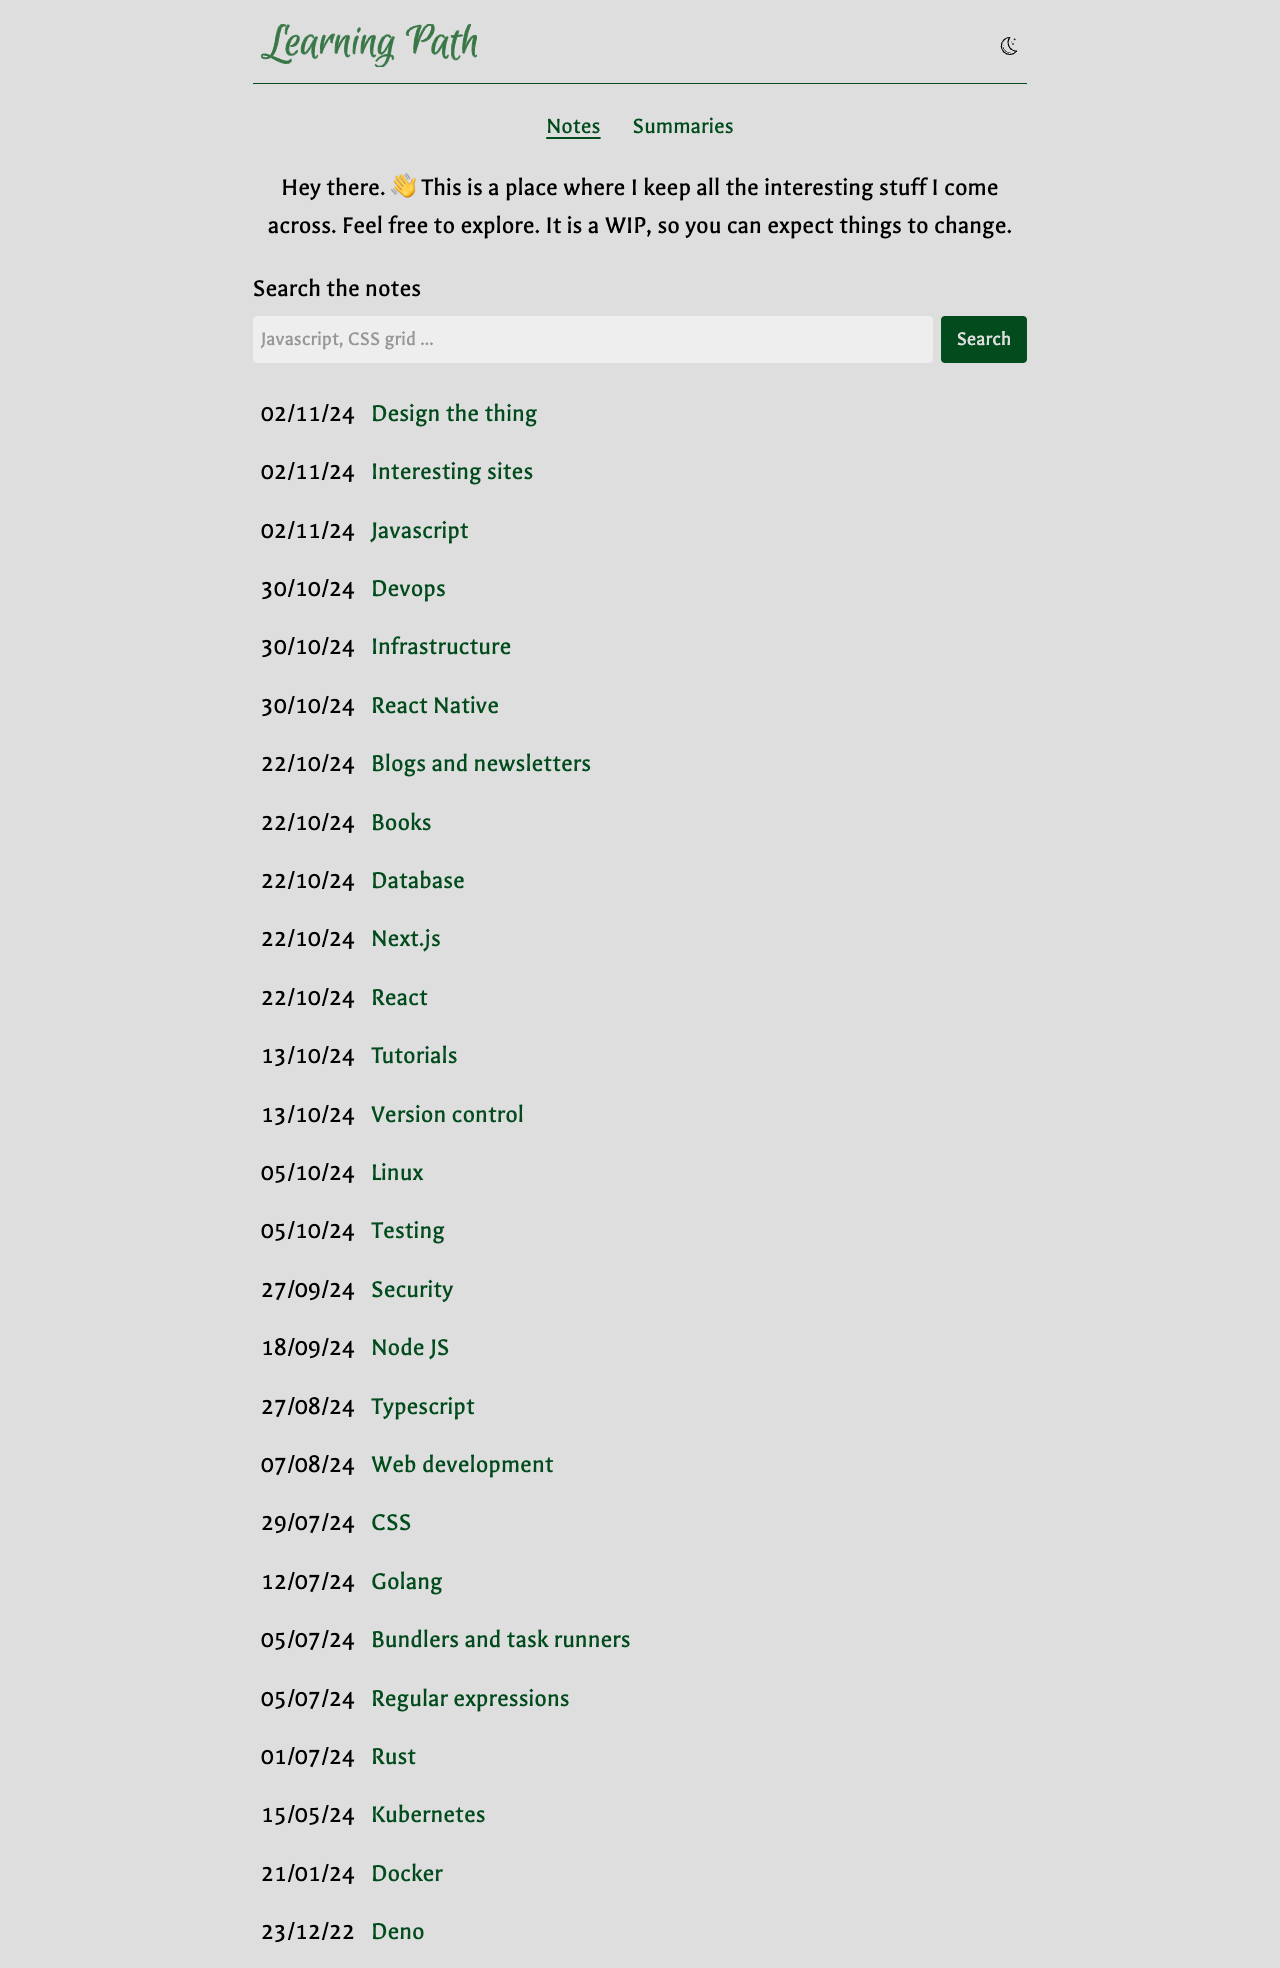 Learning Path
Notes Summaries
Hey there. 👋 This is a place where I keep all the interesting stuff I come
across. Feel free to explore. It is a WIP, so you can expect things to change.
Search the notes
Javascript, CSS grid ... Search
02/11/24 Design the thing
02/11/24 Interesting sites
02/11/24 Javascript
30/10/24 Devops
30/10/24 Infrastructure
30/10/24 React Native
22/10/24 Blogs and newsletters
22/10/24 Books
22/10/24 Database
22/10/24 Next.js
22/10/24 React
13/10/24 Tutorials
13/10/24 Version control
05/10/24 Linux
05/10/24 Testing
27/09/24 Security
18/09/24 Node JS
27/08/24 Typescript
07/08/24 Web development
29/07/24 CSS
12/07/24 Golang
05/07/24 Bundlers and task runners
05/07/24 Regular expressions
01/07/24 Rust
15/05/24 Kubernetes
21/01/24 Docker
23/12/22 Deno